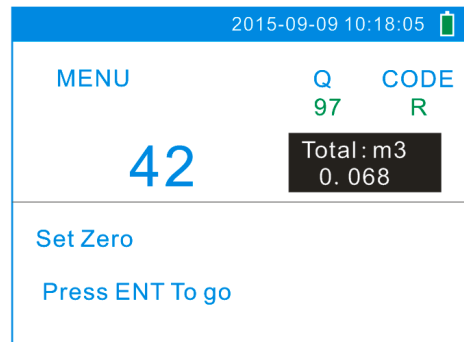 2015-09-09 10:18:05
MENU Q CODE
97 R
42
Total: m3
0.068
Set Zero
Press ENT To go